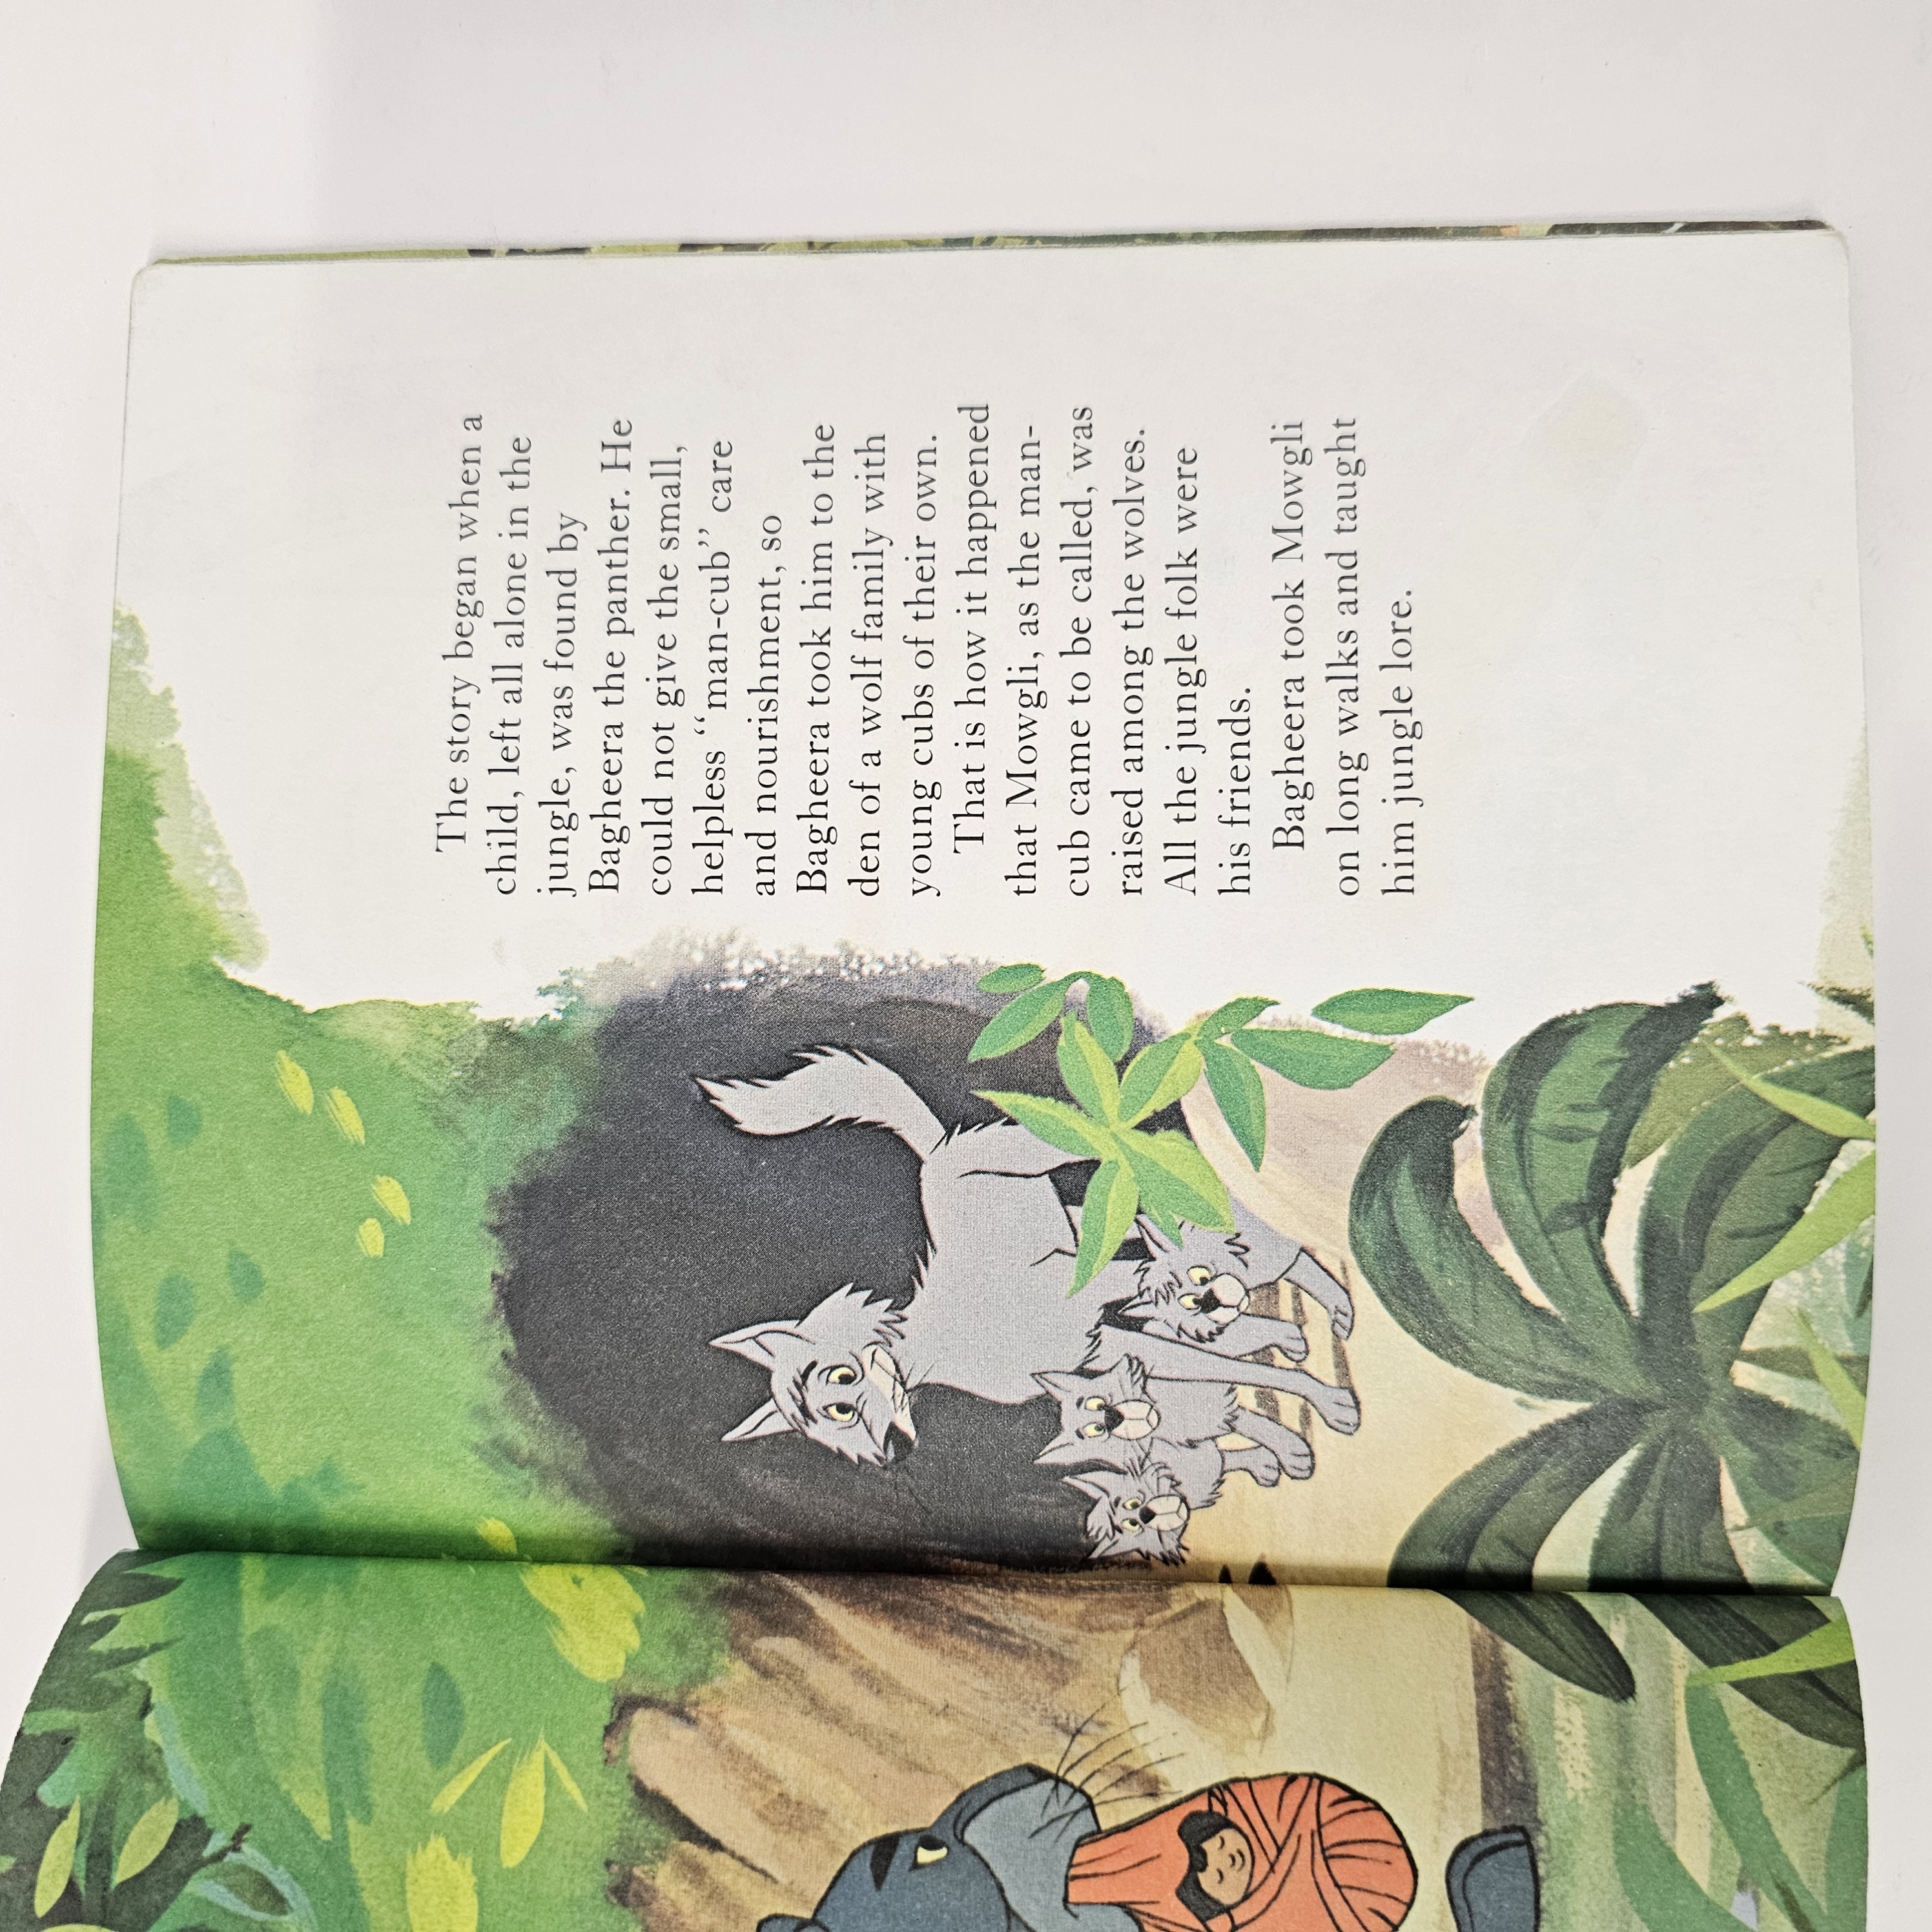 The story began when a
child, left all alone in the
jungle, was found by
Bagheera the panther. He
could not give the small,
helpless “man-cub” care
and nourishment, so
Bagheera took him to the
den of a wolf family with
young cubs of their own.
That is how it happened
that Mowgli, as the man-
cub came to be called, was
raised among the wolves.
All the jungle folk were
his friends.
Bagheera took Mowgli
on long walks and taught
him jungle lore.